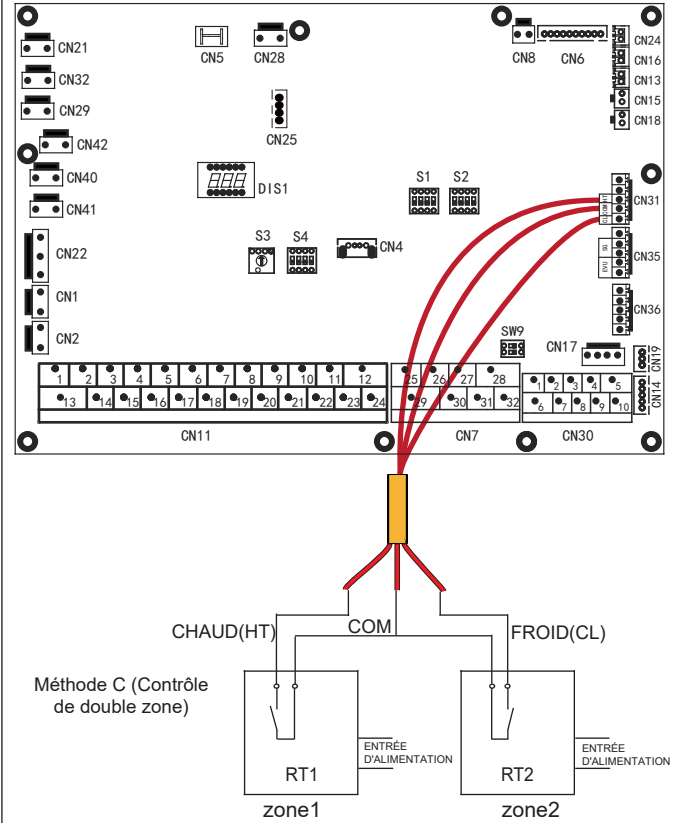 CN21
CN5
CN28
CN8
CN6
CN24
CN32
CN16
CN13
CN29
CN15
CN25
CN18
CN42
CN40
DIS1
S1 S2
CN41
HT
COM
CL
CN31
CN22
S3 S4
CN4
SG
EVU
CN35
CN1
CN36
CN2
SW9
CN17
CN19
1 2 3 4 5 6 7 8 9 10 11 12
25 26 27 28
1 2 3 4 5
CN14
13 14 15 16 17 18 19 20 21 22 23 24
29 30 31 32
6 7 8 9 10
CN11
CN7
CN30
CHAUD(HT)
COM
FROID(CL)
Méthode C (Contrôle
de double zone)
ENTRÉE
D'ALIMENTATION
ENTRÉE
D'ALIMENTATION
RT1
RT2
zone1
zone2